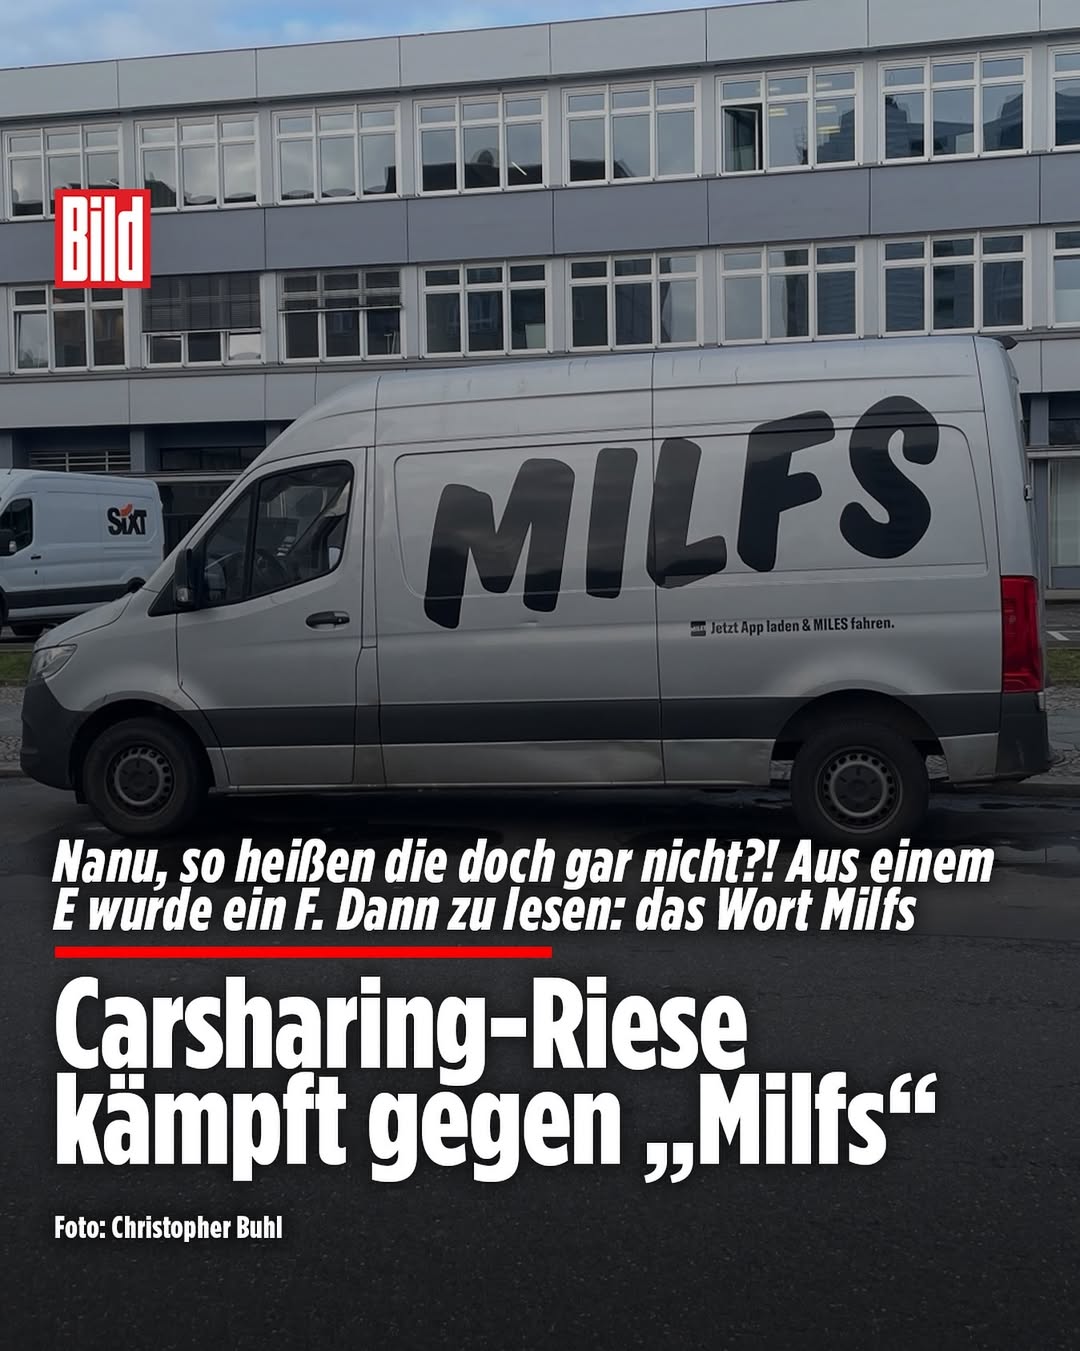 Bild
MILFS
SIXT
Jetzt App laden & MILES fahren.
Nanu, so heißen die doch gar nicht?! Aus einem
E wurde ein F. Dann zu lesen: das Wort Milfs
Carsharing-Riese
kämpft gegen „Milfs“
Foto: Christopher Buhl